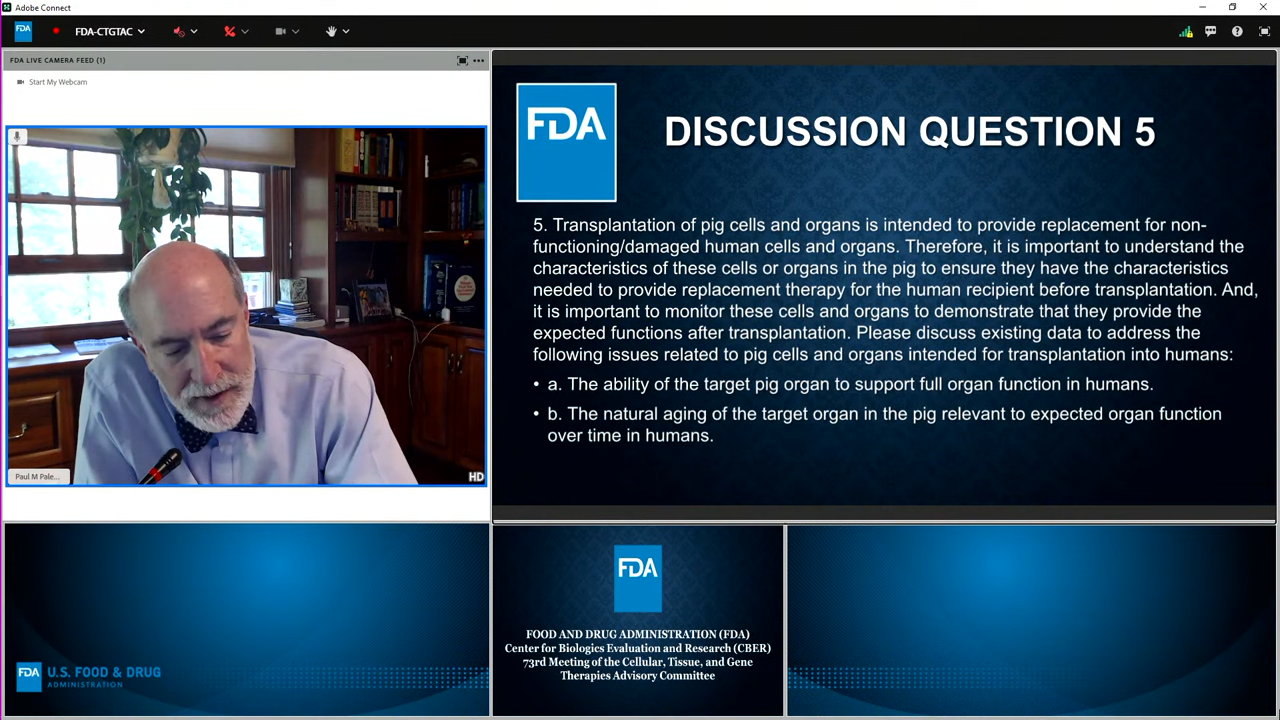 Adobe Connect
FDA
FDA-CTGTAC
FDA LIVE CAMERA FEED (1)
Start My Webcam
Paul M Pale...
HD
FDA
DISCUSSION QUESTION 5
5. Transplantation of pig cells and organs is intended to provide replacement for non-
functioning/damaged human cells and organs. Therefore, it is important to understand the
characteristics of these cells or organs in the pig to ensure they have the characteristics
needed to provide replacement therapy for the human recipient before transplantation. And,
it is important to monitor these cells and organs to demonstrate that they provide the
expected functions after transplantation. Please discuss existing data to address the
following issues related to pig cells and organs intended for transplantation into humans:
• a. The ability of the target pig organ to support full organ function in humans.
• b. The natural aging of the target organ in the pig relevant to expected organ function
over time in humans.
FDA
U.S. FOOD & DRUG
ADMINISTRATION
FDA
FOOD AND DRUG ADMINISTRATION (FDA)
Center for Biologics Evaluation and Research (CBER)
73rd Meeting of the Cellular, Tissue, and Gene
Therapies Advisory Committee